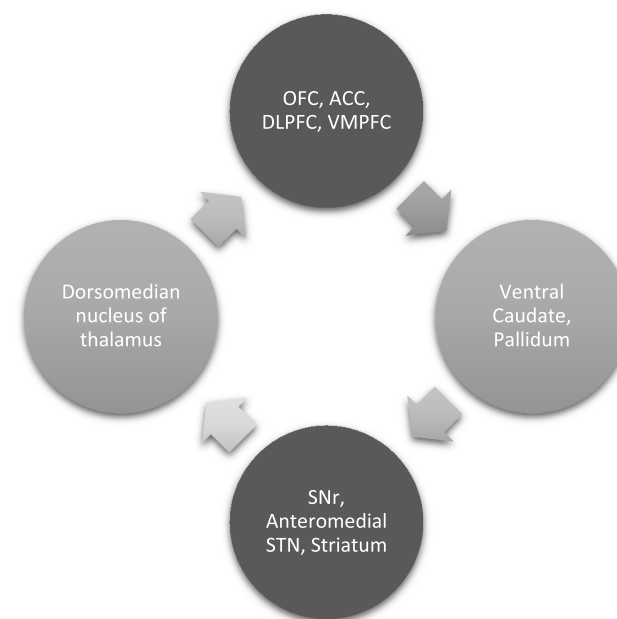 OFC, ACC,
DLPFC, VMPFC
Dorsomedian
nucleus of
thalamus
Ventral
Caudate,
Pallidum
SNr,
Anteromedial
STN, Striatum